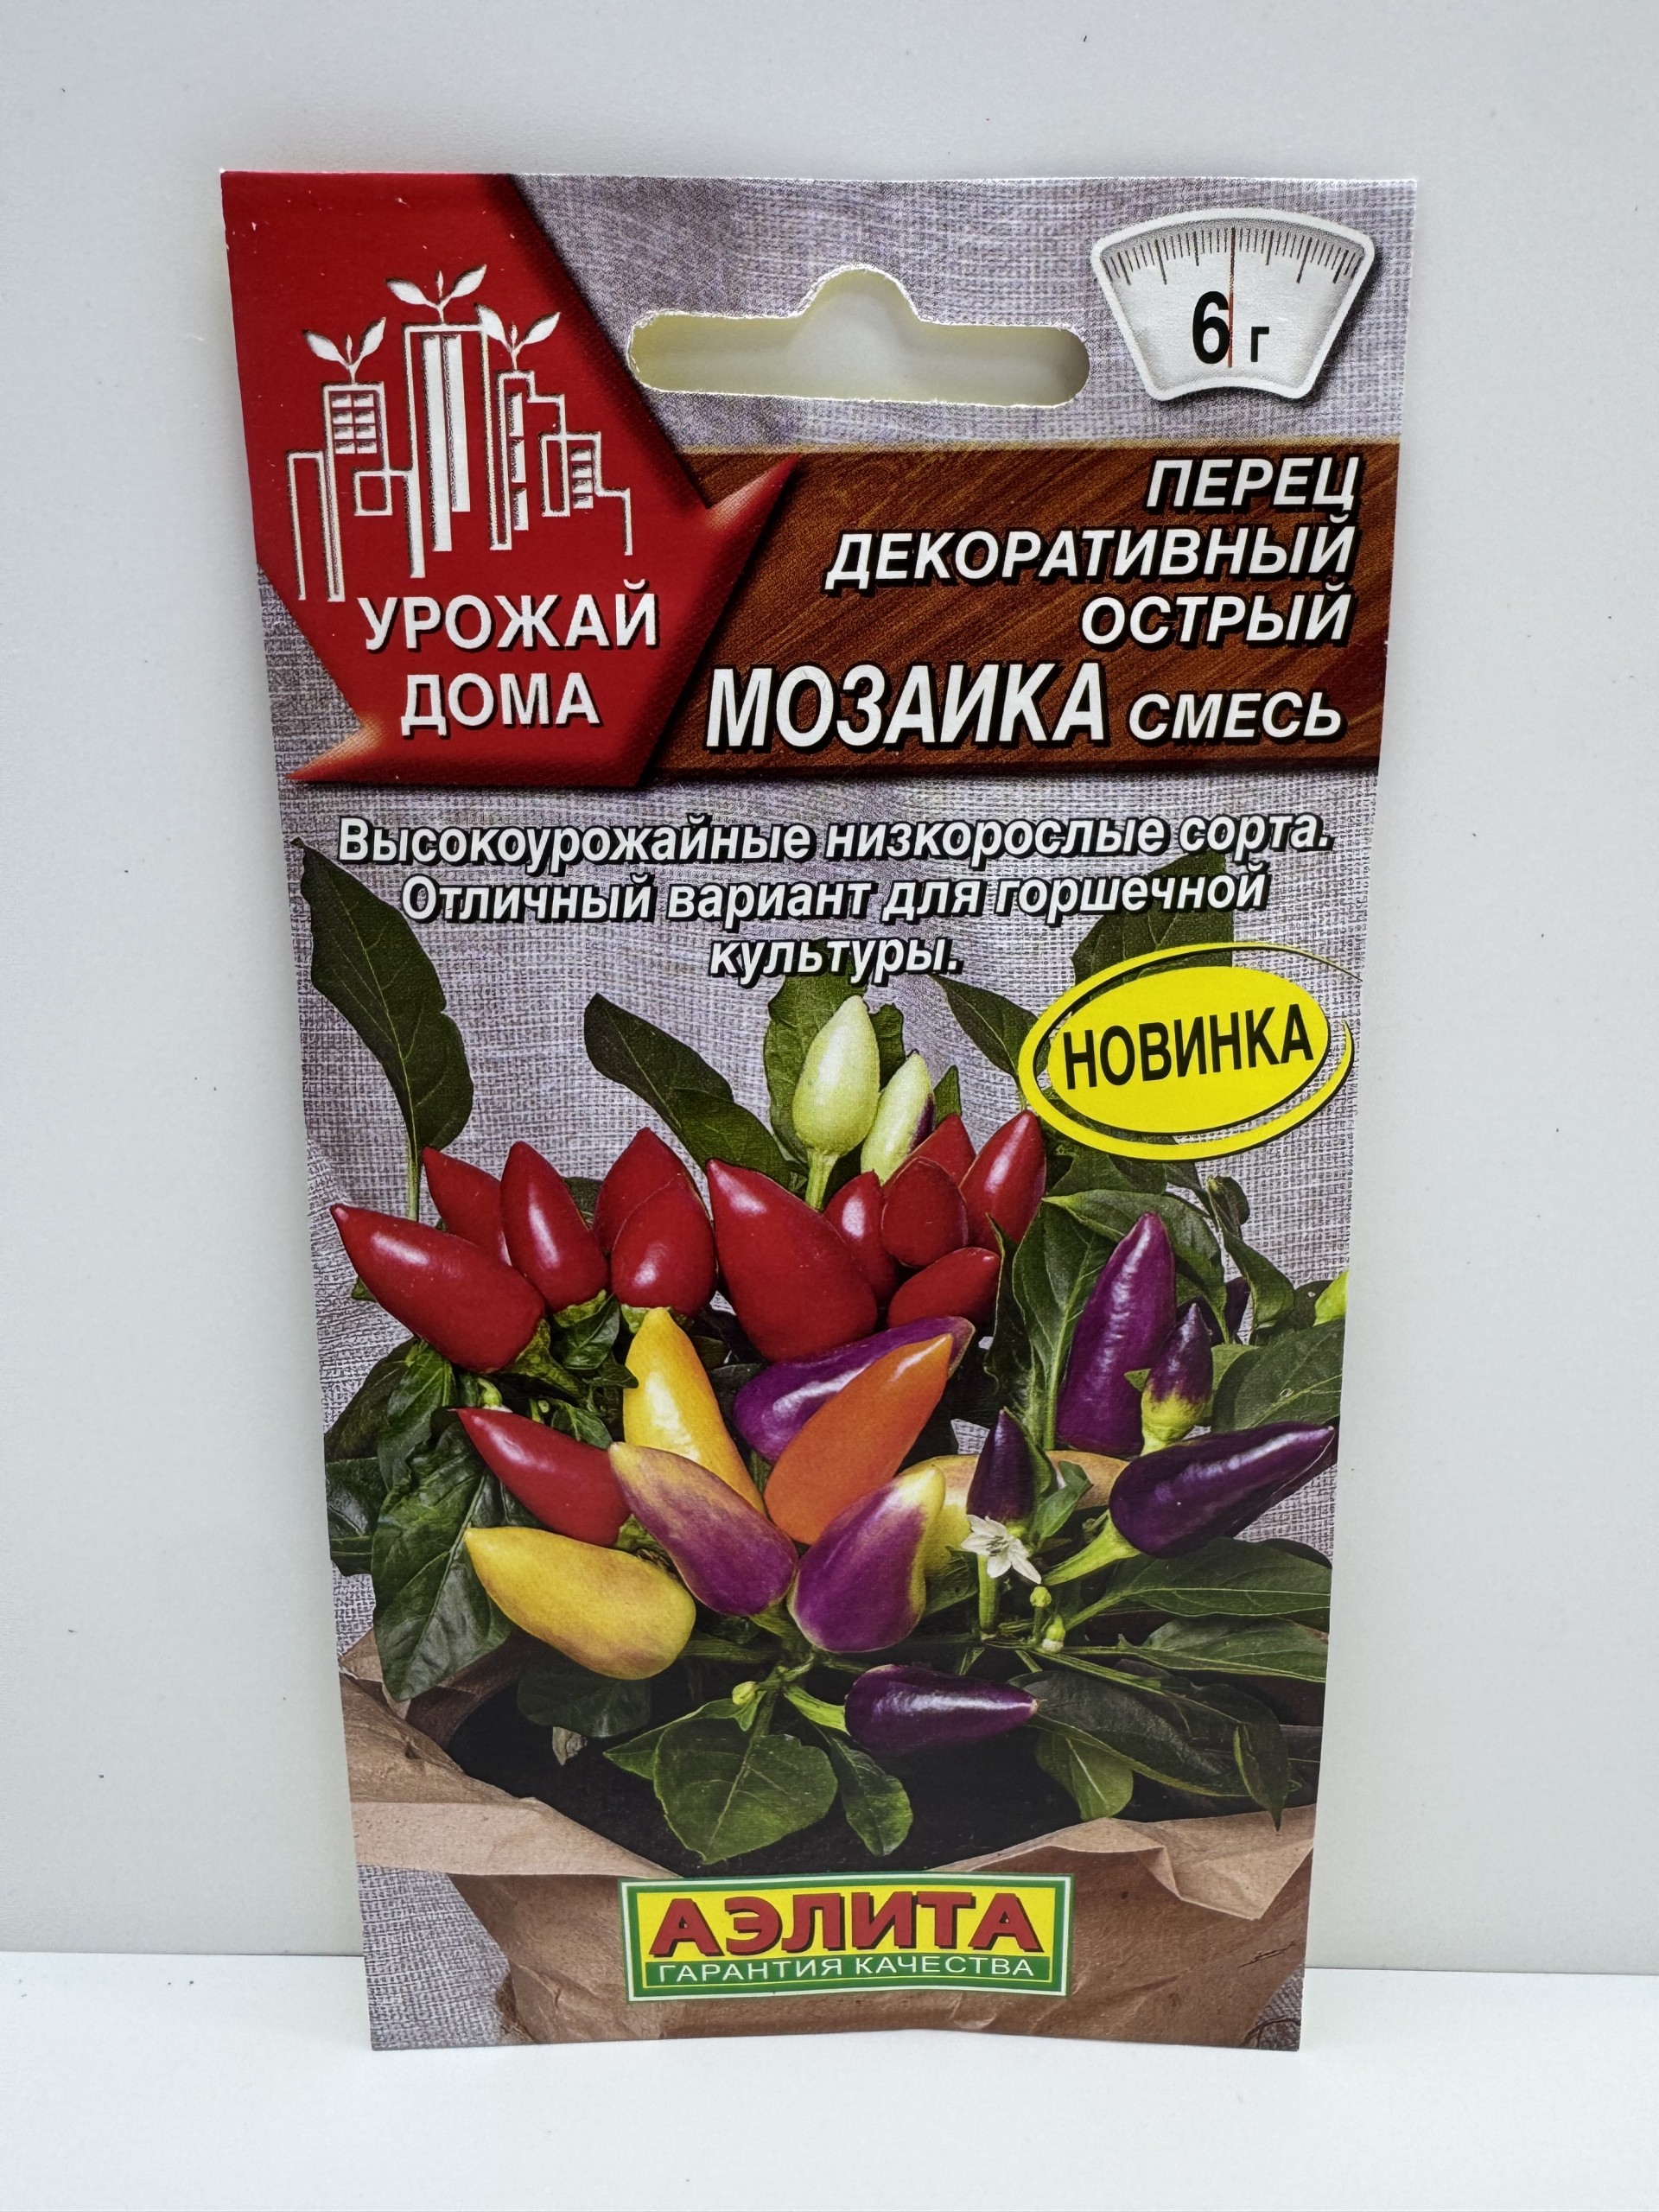 6 г
ПЕРЕЦ
ДЕКОРАТИВНЫЙ
ОСТРЫЙ
МОЗАИКА СМЕСЬ
УРОЖАЙ
ДОМА
Высокоурожайные низкорослые сорта.
Отличный вариант для горшечной
культуры.
НОВИНКА
АЭЛИТА
ГАРАНТИЯ КАЧЕСТВА